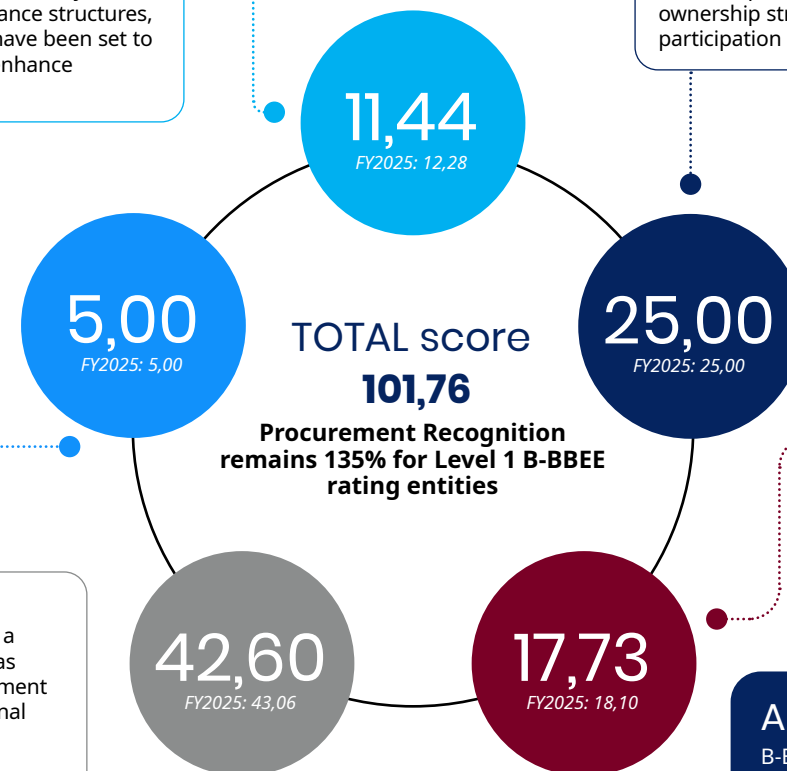 ance structures,
have been set to
nhance
ownership str
participation
11,44
FY2025: 12,28
5,00
FY2025: 5,00
25,00
FY2025: 25,00
TOTAL score
101,76
Procurement Recognition
remains 135% for Level 1 B-BBEE
rating entities
42,60
FY2025: 43,06
17,73
FY2025: 18,10
a
as
ment
nal
A
B-B